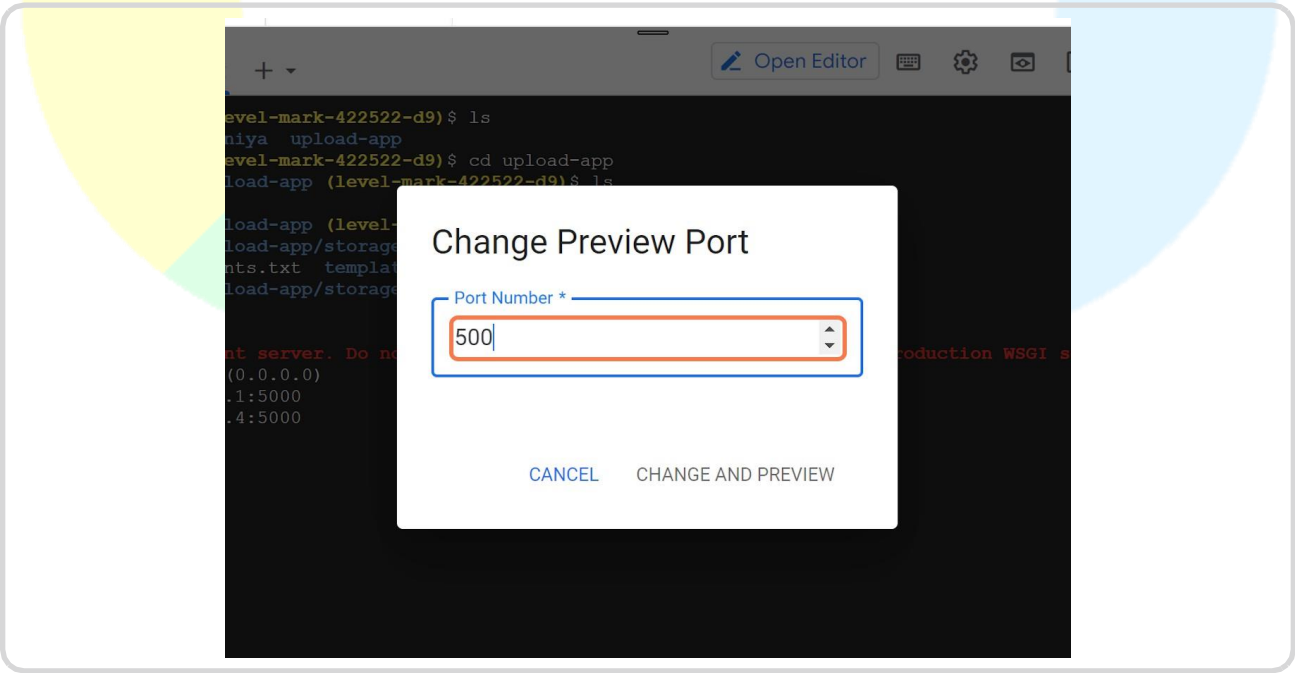 Open Editor
evel-mark-422522-d9)$ ls
niya upload-app
evel-mark-422522-d9)$ cd upload-app
load-app (level-mark-422522-d9)$ ls
load-app (level-
load-app/storage
nts.txt templat
load-app/storage
nt server. Do no roduction WSGI s
(0.0.0.0)
.1:5000
.4:5000
Change Preview Port
Port Number *
500
CANCEL CHANGE AND PREVIEW